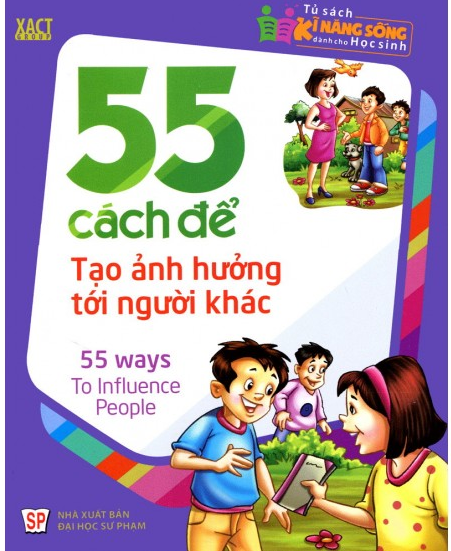 XACT
GROUP
Tủ sách
KĨ NĂNG SỐNG
dành cho Học sinh
55
cách để
Tạo ảnh hưởng
tới người khác
55 ways
To Influence
People
SP
NHÀ XUẤT BẢN
ĐẠI HỌC SƯ PHẠM